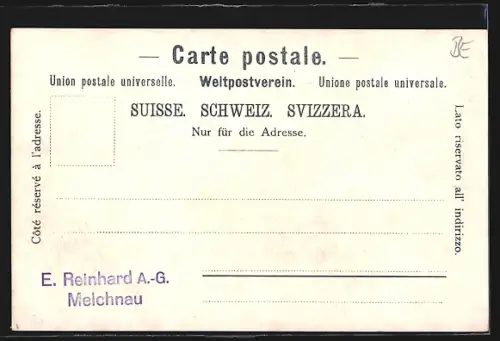 — Carte postale. —
Union postale universelle. Weltpostverein. Unione postale universale.
SUISSE. SCHWEIZ. SVIZZERA.
Nur für die Adresse.
Côté réservé à l'adresse.
Lato riservato all' indirizzo.
E. Reinhard A.-G.
Melchnau
BE